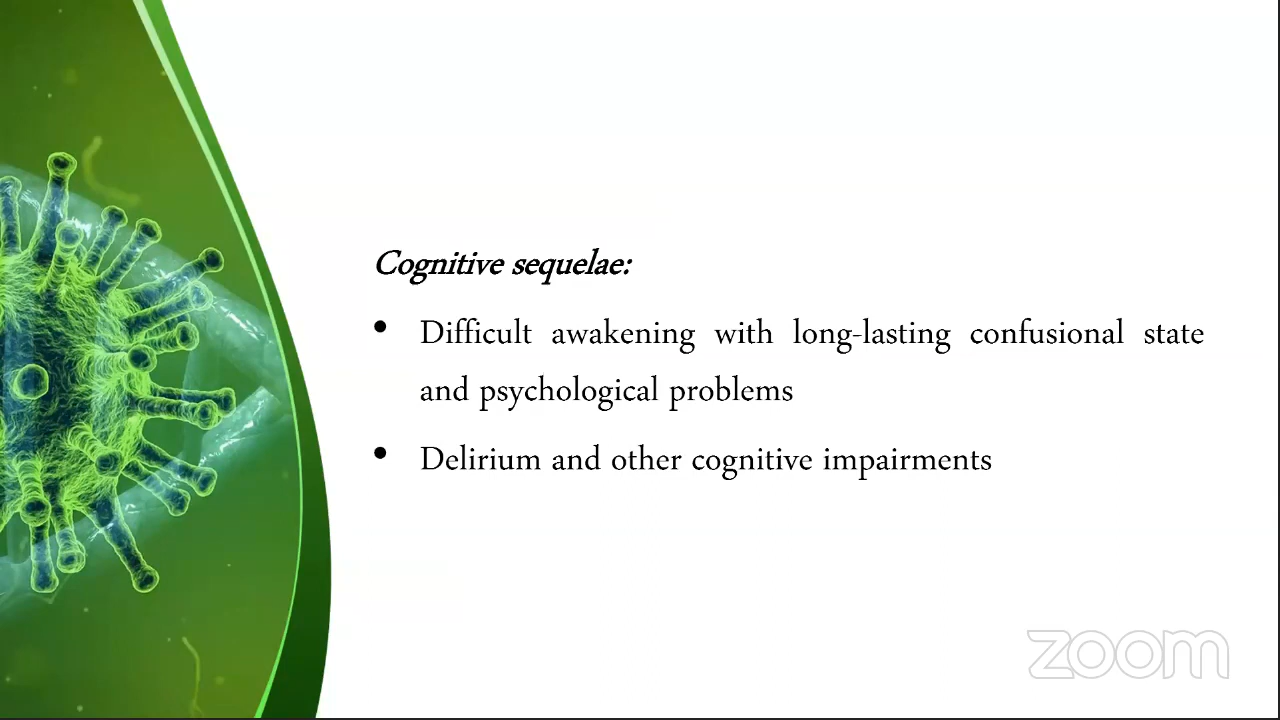 Cognitive sequelae:
• Difficult awakening with long-lasting confusional state
and psychological problems
• Delirium and other cognitive impairments
zoom